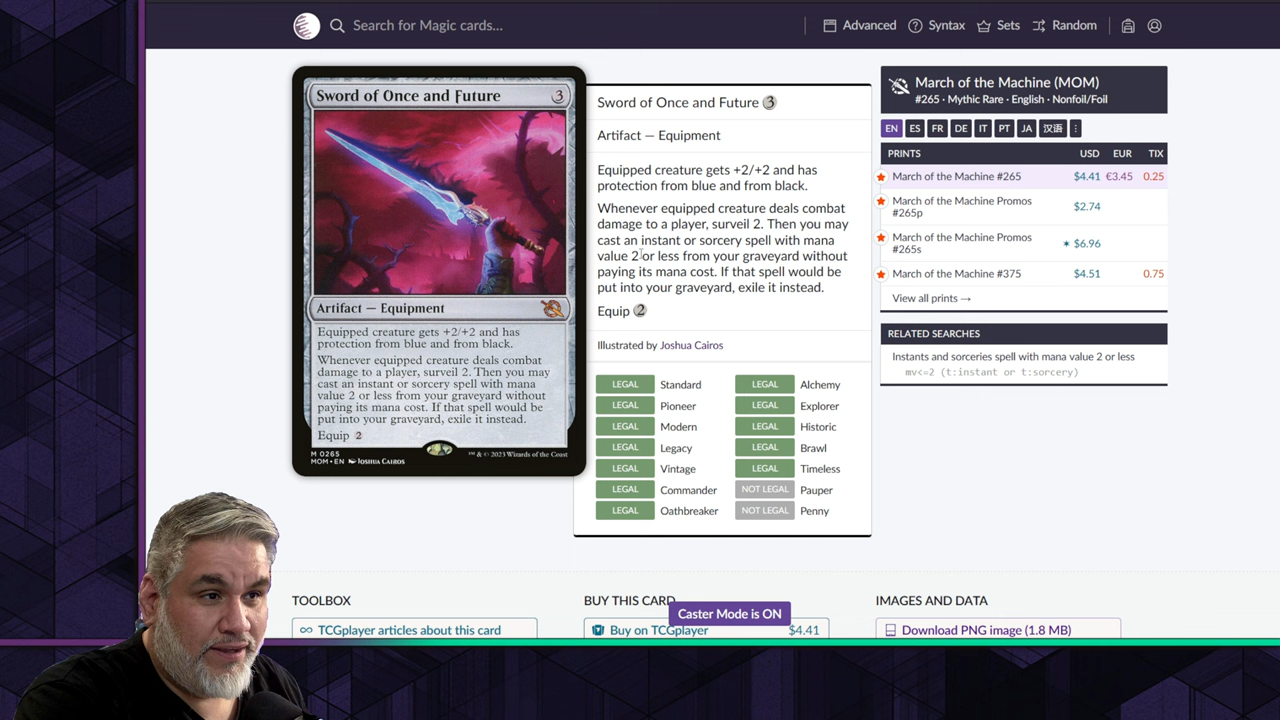 Search for Magic cards...
Advanced
Syntax
Sets
Random
Sword of Once and Future 3
Artifact — Equipment
Equipped creature gets +2/+2 and has
protection from blue and from black.
Whenever equipped creature deals combat
damage to a player, surveil 2. Then you may
cast an instant or sorcery spell with mana
value 2 or less from your graveyard without
paying its mana cost. If that spell would be
put into your graveyard, exile it instead.
Equip 2
M 0265
MOM • EN Joshua Cairos
™ & © 2023 Wizards of the Coast
Sword of Once and Future 3
Artifact — Equipment
Equipped creature gets +2/+2 and has
protection from blue and from black.
Whenever equipped creature deals combat
damage to a player, surveil 2. Then you may
cast an instant or sorcery spell with mana
value 2 or less from your graveyard without
paying its mana cost. If that spell would be
put into your graveyard, exile it instead.
Equip 2
Illustrated by Joshua Cairos
LEGAL Standard LEGAL Alchemy
LEGAL Pioneer LEGAL Explorer
LEGAL Modern LEGAL Historic
LEGAL Legacy LEGAL Brawl
LEGAL Vintage LEGAL Timeless
LEGAL Commander NOT LEGAL Pauper
LEGAL Oathbreaker NOT LEGAL Penny
March of the Machine (MOM)
#265 · Mythic Rare · English · Nonfoil/Foil
EN ES FR DE IT PT JA 汉语
PRINTS USD EUR TIX
March of the Machine #265 $4.41 €3.45 0.25
March of the Machine Promos
#265p $2.74
March of the Machine Promos
#265s $6.96
March of the Machine #375 $4.51 0.75
View all prints →
RELATED SEARCHES
Instants and sorceries spell with mana value 2 or less
mv<=2 (t:instant or t:sorcery)
TOOLBOX
TCGplayer articles about this card
BUY THIS CARD
Buy on TCGplayer $4.41
Caster Mode is ON
IMAGES AND DATA
Download PNG image (1.8 MB)